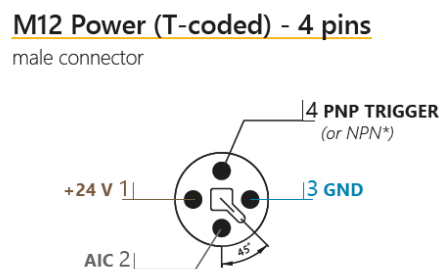 M12 Power (T-coded) - 4 pins
male connector
4 PNP TRIGGER
(or NPN*)
+24 V 1
3 GND
45°
AIC 2